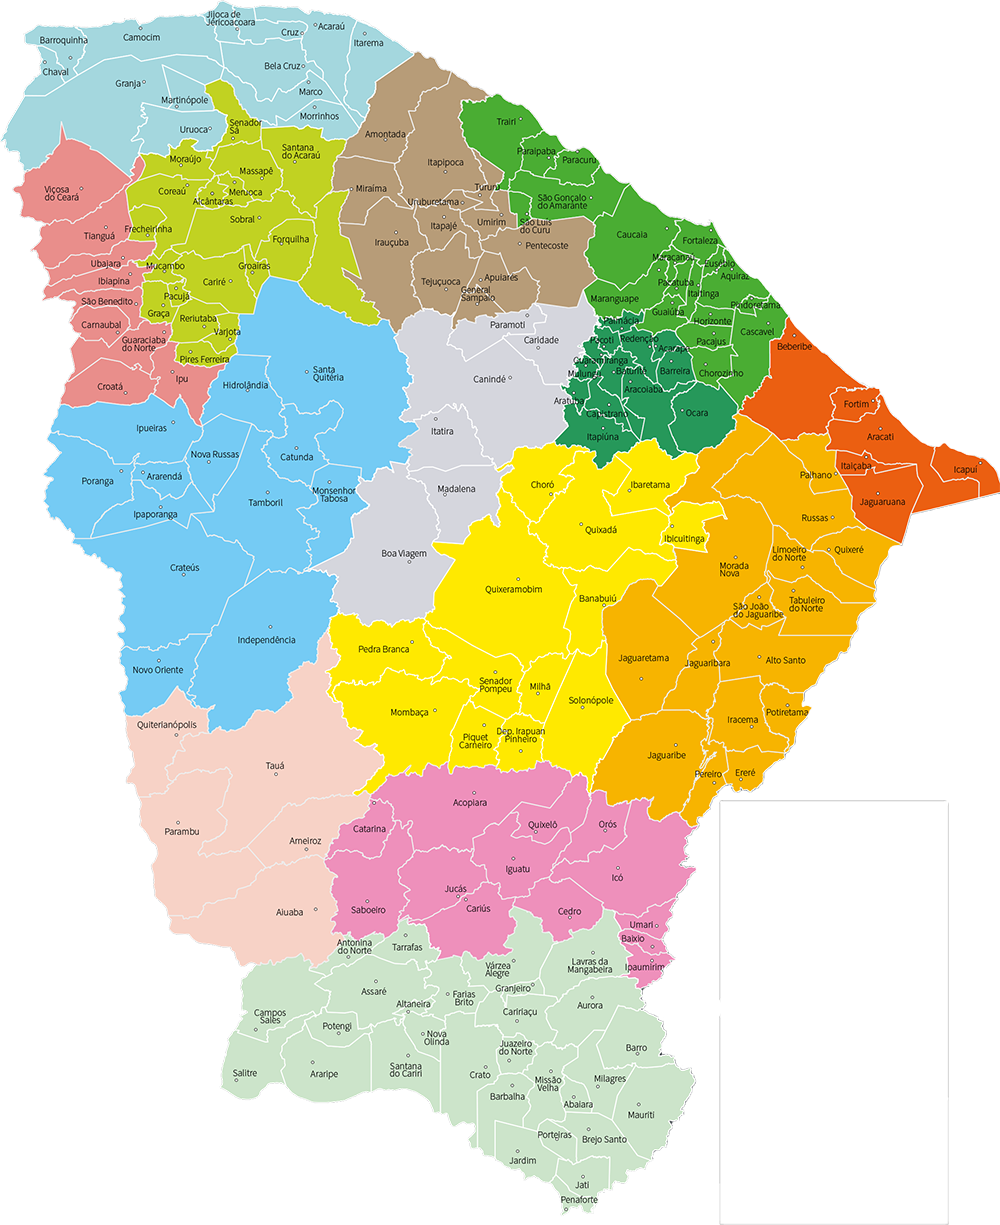 Jijoca de
Jericoacoara
Barroquinha
Camocim
Cruz
Acaraú
Itarema
Chaval
Bela Cruz
Granja
Marco
Martinópole
Morrinhos
Uruoca
Senador
Sá
Trairi
Amontada
Paraipaba
Paracuru
Moraújo
Santana
do Acaraú
Itapipoca
Massapê
Viçosa
do Ceará
Coreaú
Meruoca
Alcântaras
Miraíma
Tururu
Uruburetama
São Gonçalo
do Amarante
Sobral
Frecheirinha
Tianguá
Forquilha
Irauçuba
Itapajé
Umirim
São Luis
do Curu
Pentecoste
Caucaia
Fortaleza
Ubajara
Mucambo
Groairas
Maracanaú
Eusébio
Ibiapina
Cariré
Tejuçuoca
Apuiarés
General
Sampaio
Pacatuba
Aquiraz
Itaitinga
São Benedito
Pacujá
Graça
Maranguape
Guaiúba
Pindoretama
Carnaubal
Reriutaba
Paramoti
Palmácia
Horizonte
Cascavel
Guaraciaba
do Norte
Varjota
Caridade
Pacoti
Redenção
Acarape
Pacajus
Beberibe
Pires Ferreira
Guaramiranga
Mulungu
Baturité
Barreira
Chorozinho
Croatá
Ipu
Hidrolândia
Santa
Quitéria
Canindé
Aratuba
Aracoiaba
Capistrano
Ocara
Fortim
Ipueiras
Itatira
Itapiúna
Aracati
Nova Russas
Catunda
Itaiçaba
Icapuí
Poranga
Ararendá
Monsenhor
Tabosa
Madalena
Choró
Ibaretama
Palhano
Ipaporanga
Tamboril
Jaguaruana
Quixadá
Ibicuitinga
Russas
Crateús
Boa Viagem
Morada
Nova
Limoeiro
do Norte
Quixeré
Quixeramobim
Banabuiú
São João
do Jaguaribe
Tabuleiro
do Norte
Independência
Pedra Branca
Jaguaretama
Jaguaribara
Alto Santo
Novo Oriente
Senador
Pompeu
Milhã
Solonópole
Mombaça
Iracema
Potiretama
Quiterianópolis
Piquet
Carneiro
Dep. Irapuan
Pinheiro
Jaguaribe
Tauá
Pereiro
Ereré
Acopiara
Parambu
Catarina
Quixelô
Orós
Arneiroz
Iguatu
Icó
Jucás
Aiuaba
Saboeiro
Cariús
Cedro
Umari
Antonina
do Norte
Tarrafas
Baixio
Várzea
Alegre
Lavras da
Mangabeira
Ipaumirim
Assaré
Altaneira
Farias
Brito
Granjeiro
Campos
Sales
Caririaçu
Aurora
Potengi
Nova
Olinda
Juazeiro
do Norte
Barro
Salitre
Araripe
Santana
do Cariri
Crato
Missão
Velha
Milagres
Barbalha
Abaiara
Mauriti
Porteiras
Brejo Santo
Jardim
Jati
Penaforte